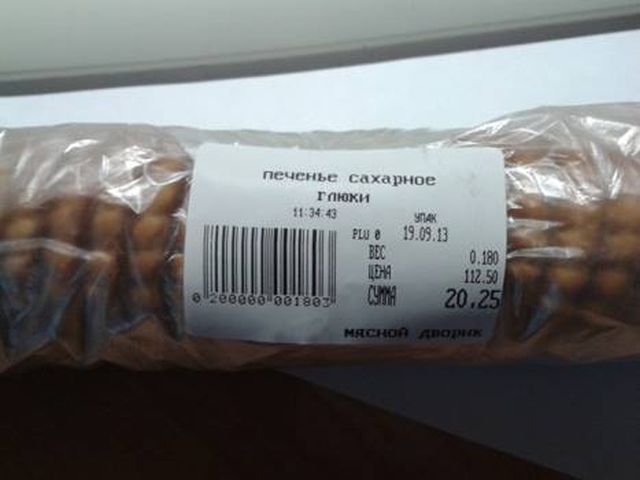 печенье сахарное
глюки
11:34:43
УПАК
PLU 0 19.09.13
ВЕС 0.180
ЦЕНА 112.50
СУММА 20.25
0 200000 001803
мясной дворик